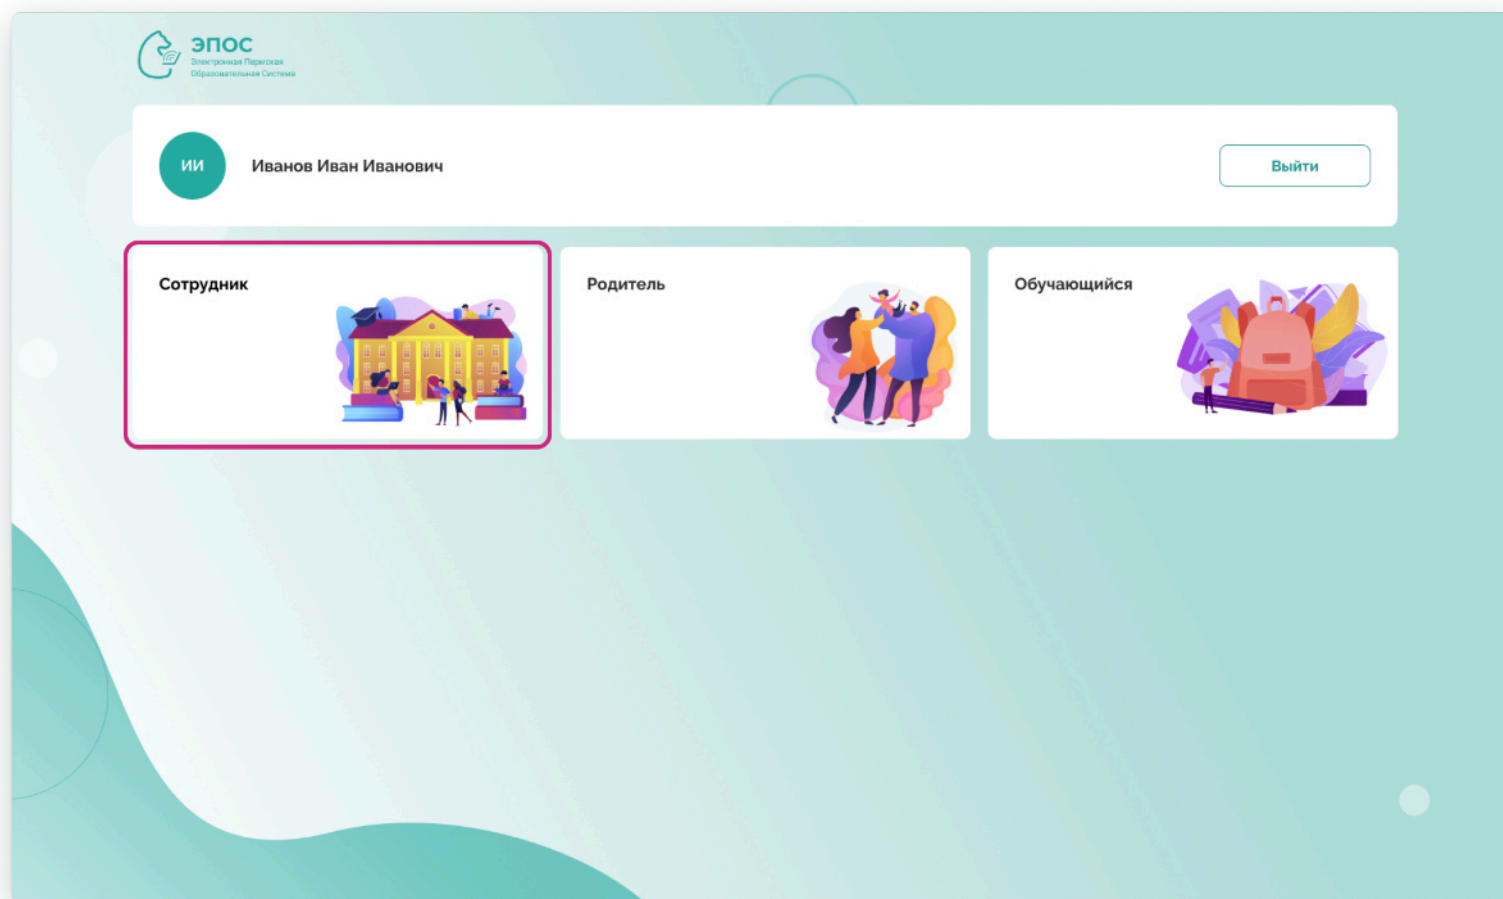 ЭПОС
Электронная Пермская
Образовательная Система
ИИ
Иванов Иван Иванович
Выйти
Сотрудник
Родитель
Обучающийся